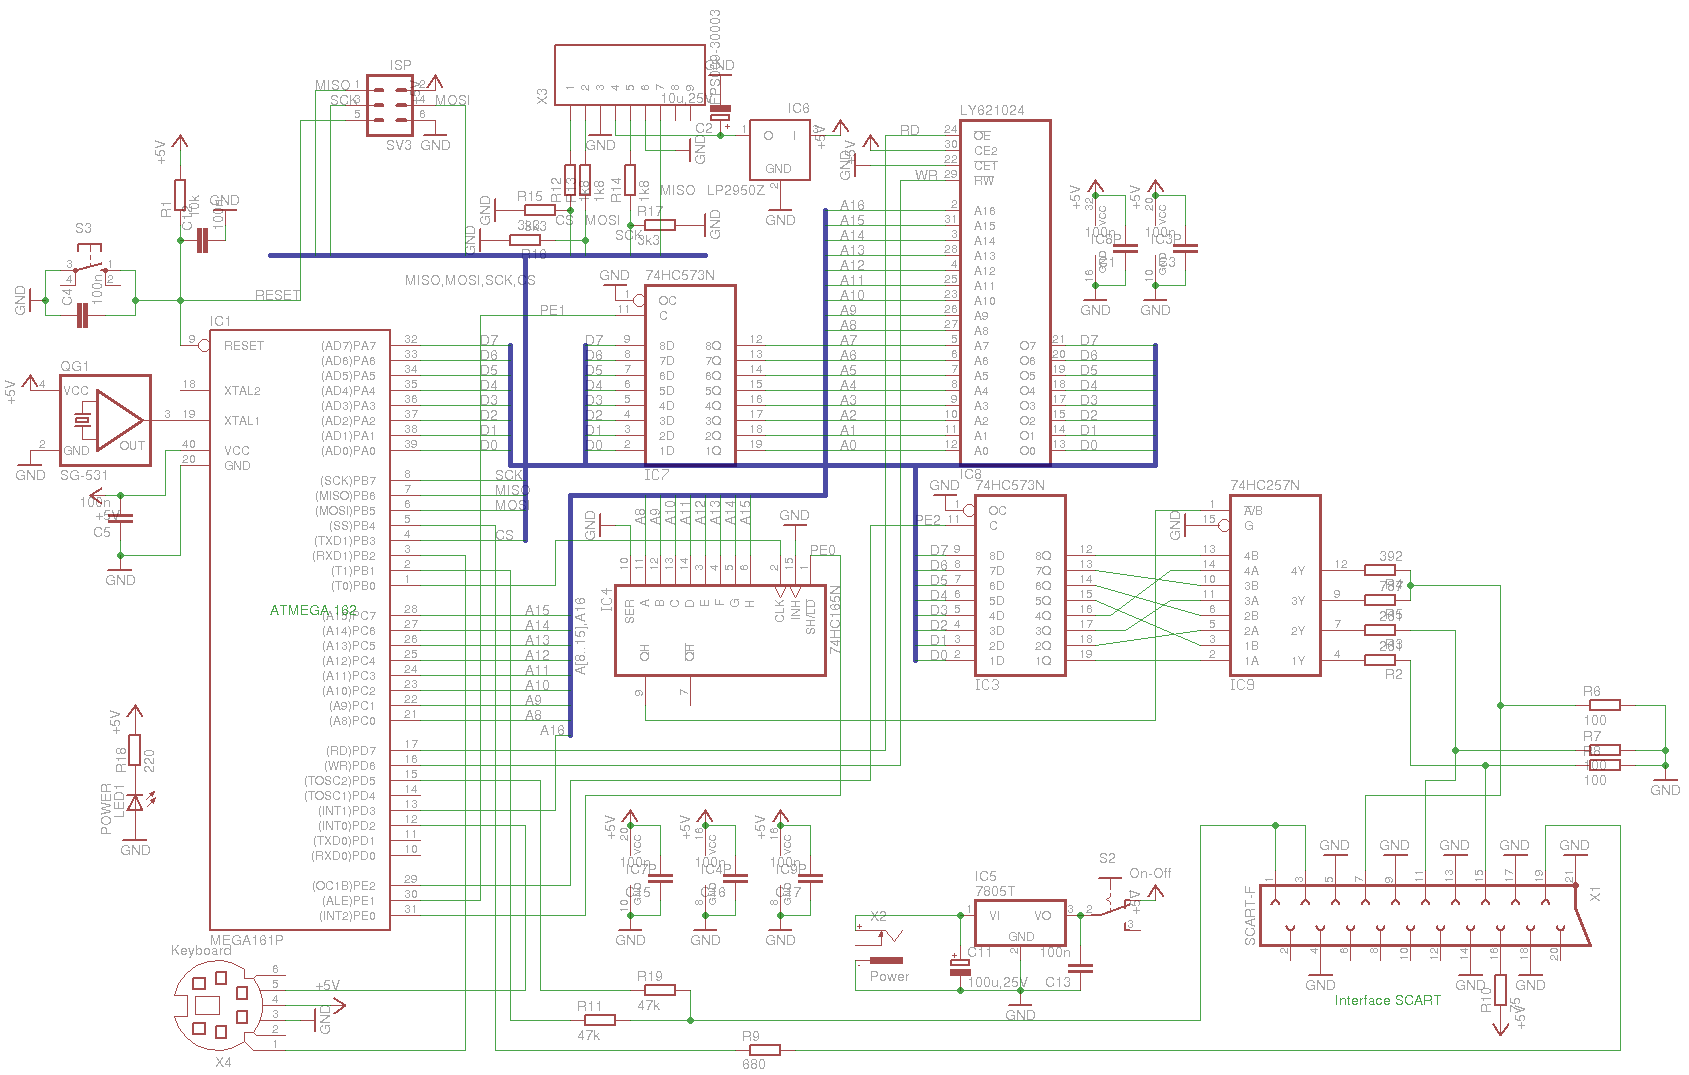 ISP
MISO 1 2
SCK 3 4 MOSI
5 6
SV3 GND
+5V
R1
10k
GND
100n
S3
3 1
4 2
C4
100n
GND
RESET
X3
1 2 3 4 5 6 7 8 9
FPS009-30003
GND
10u,25V
C2
IC6
O I
GND
LP2950Z
GND
+5V
R12 R13 1k8 R14 1k8
MISO
R15
GND
3k3
CS
MOSI
SCK
R17
3k3
GND
R16
MISO,MOSI,SCK,CS
LY621024
RD 24 OE
30 CE2
GND 22 CE1
WR 29 RW
A16 2 A16
A15 31 A15
A14 3 A14
A13 28 A13
A12 4 A12
A11 25 A11
A10 23 A10
A9 26 A9
A8 27 A8
A7 5 A7 O7 21 D7
A6 6 A6 O6 20 D6
A5 7 A5 O5 19 D5
A4 8 A4 O4 18 D4
A3 9 A3 O3 17 D3
A2 10 A2 O2 15 D2
A1 11 A1 O1 14 D1
A0 12 A0 O0 13 D0
IC8
+5V +5V
32 VCC 20 VCC
100n 100n
IC8P IC3P
16 GND 10 GND
GND GND
GND 74HC573N
1 OC
PE1 11 C
D7 9 8D 8Q 12
D6 8 7D 7Q 13
D5 7 6D 6Q 14
D4 6 5D 5Q 15
D3 5 4D 4Q 16
D2 4 3D 3Q 17
D1 3 2D 2Q 18
D0 2 1D 1Q 19
IC7
IC1
9 RESET
18 XTAL2
19 XTAL1
40 VCC
20 GND
(AD7)PA7 32 D7
(AD6)PA6 33 D6
(AD5)PA5 34 D5
(AD4)PA4 35 D4
(AD3)PA3 36 D3
(AD2)PA2 37 D2
(AD1)PA1 38 D1
(AD0)PA0 39 D0
(SCK)PB7 8 SCK
(MISO)PB6 7 MISO
(MOSI)PB5 6 MOSI
(SS)PB4 5
(TXD1)PB3 4 CS
(RXD1)PB2 3
(T1)PB1 2
(T0)PB0 1
ATMEGA 162
(A15)PC7 28 A15
(A14)PC6 27 A14
(A13)PC5 26 A13
(A12)PC4 25 A12
(A11)PC3 24 A11
(A10)PC2 23 A10
(A9)PC1 22 A9
(A8)PC0 21 A8
A16
(RD)PD7 17
(WR)PD6 16
(TOSC2)PD5 15
(TOSC1)PD4 14
(INT1)PD3 13
(INT0)PD2 12
(TXD0)PD1 11
(RXD0)PD0 10
(OC1B)PE2 29
(ALE)PE1 30
(INT2)PE0 31
MEGA161P
QG1
+5V 4 VCC
3
2 GND OUT
GND SG-531
100n
+5V
C5
GND
+5V
R18
220
POWER
LED1
GND
A[8..15],A16
GND
A8 A9 A10 A11 A12 A13 A14 A15
GND
PE0
10 11 12 13 14 3 4 5 6 2 15 1
IC4
SER A B C D E F G H CLK INH SH/LD
74HC165N
QH QH
9 7
GND 74HC573N
1 OC
PE2 11 C
D7 9 8D 8Q 12
D6 8 7D 7Q 13
D5 7 6D 6Q 14
D4 6 5D 5Q 15
D3 5 4D 4Q 16
D2 4 3D 3Q 17
D1 3 2D 2Q 18
D0 2 1D 1Q 19
IC3
74HC257N
1 A/B
GND 15 G
13 4B
14 4A 4Y 12 392
10 3B
11 3A 3Y 9
6 2B
5 2A 2Y 7
3 1B
2 1A 1Y 4
R2
IC9
R6
100
R7
R8
100
100
GND
+5V +5V +5V
20 VCC 16 VCC 16 VCC
100n 100n 100n
IC7P IC4P IC9P
10 GND 8 GND 8 GND
GND GND GND
X2
+
-
Power
IC5
7805T
1 VI VO 3
GND
2
C11
100u,25V
100n
C13
GND
S2
On-Off
2 +5V
3
GND GND GND GND GND
1 3 5 7 9 11 13 15 17 19 21
SCART-F
X1
2 4 6 8 10 12 14 16 18 20
GND GND GND
R10
75
+5V
Interface SCART
Keyboard
6
5 +5V
4
3 GND
2
1
X4
R19
47k
R11
47k
R9
680